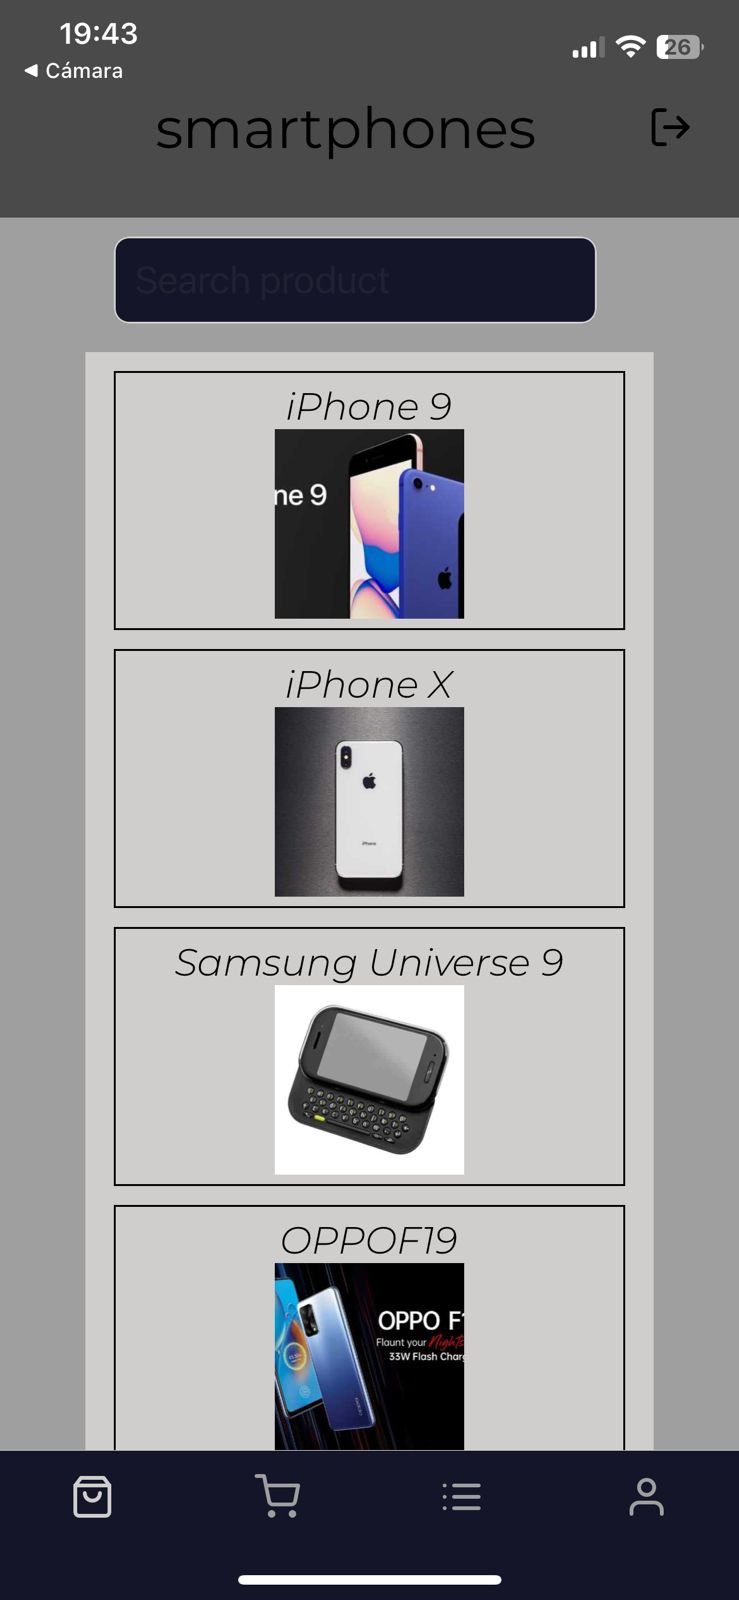 19:43
26
◀ Cámara
smartphones
Search product
iPhone 9
ne 9
iPhone X
iPhone
Samsung Universe 9
OPPOF19
OPPO F1
Flaunt your Nights
33W Flash Charg